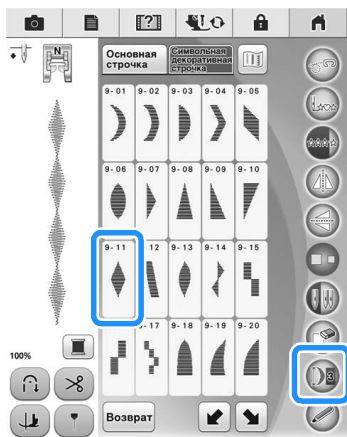 ?
N
Основная
строчка
Символьная
декоративная
строчка
9-01 9-02 9-03 9-04 9-05
9-06 9-07 9-08 9-09 9-10
9-11 12 9-13 9-14 9-15
-17 9-18 9-19 9-20
3
100%
Возврат